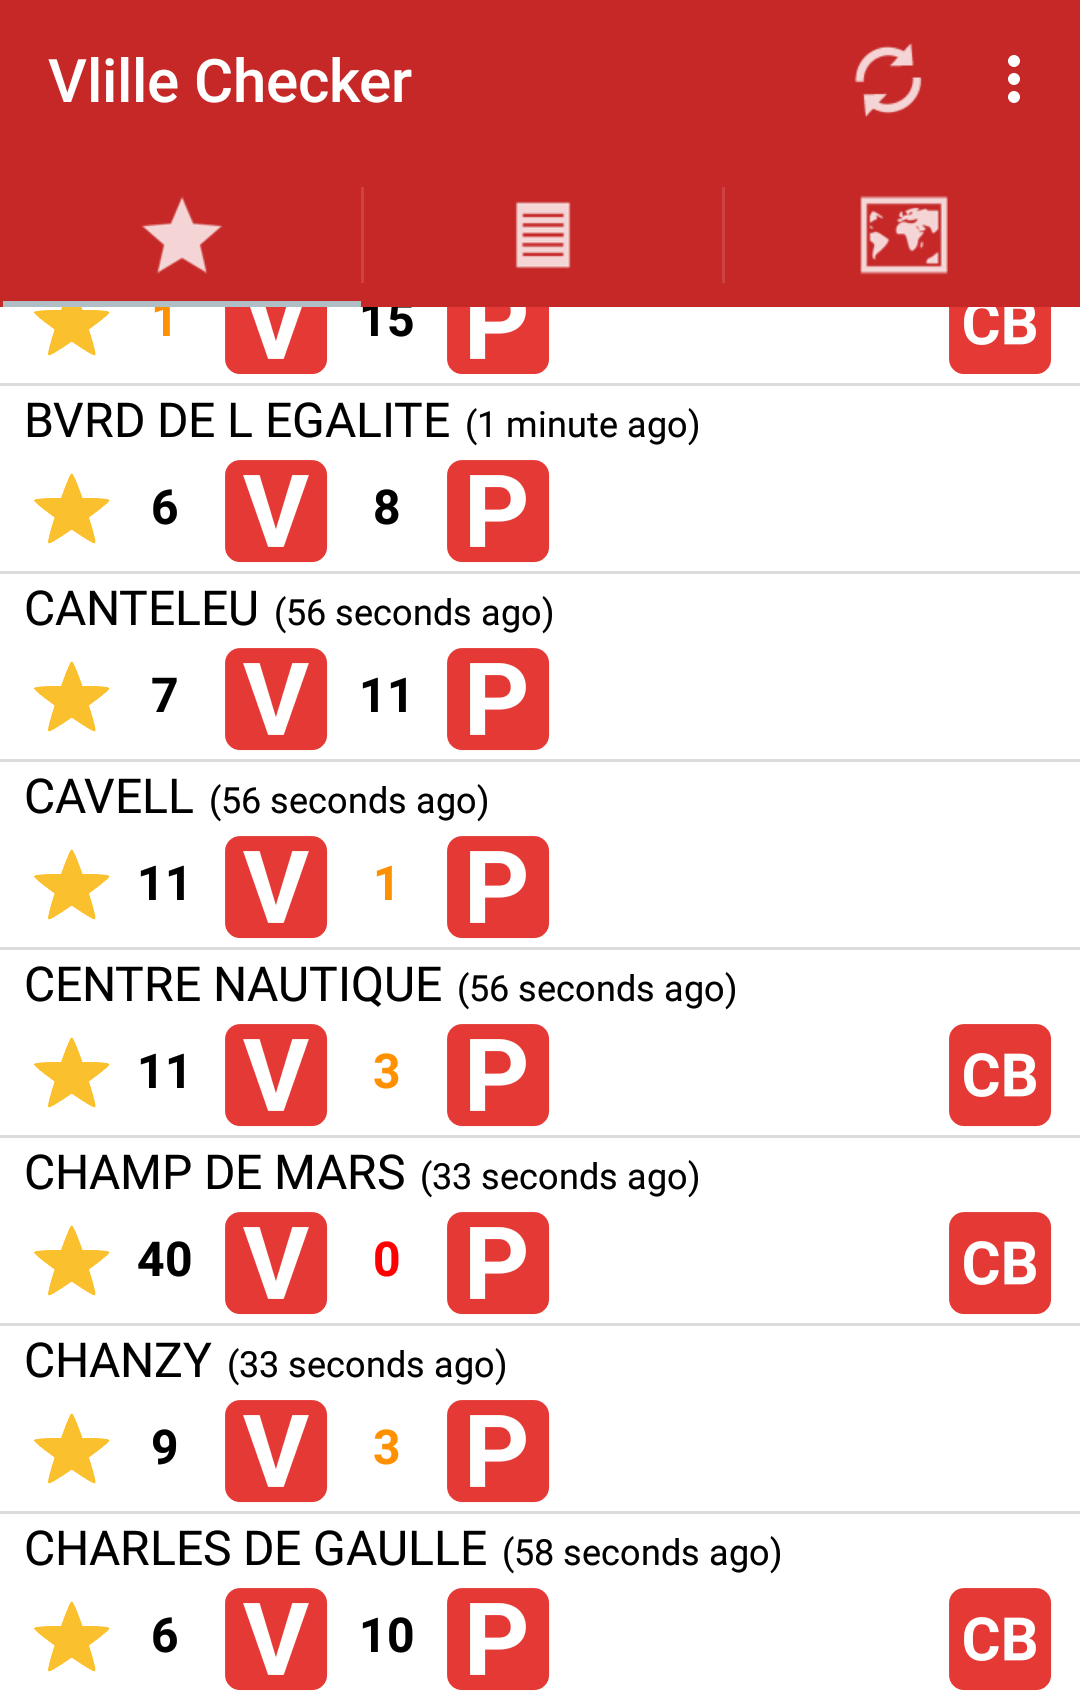 Vlille Checker
1 V 15 P CB
BVRD DE L EGALITE (1 minute ago)
6 V 8 P
CANTELEU (56 seconds ago)
7 V 11 P
CAVELL (56 seconds ago)
11 V 1 P
CENTRE NAUTIQUE (56 seconds ago)
11 V 3 P CB
CHAMP DE MARS (33 seconds ago)
40 V 0 P CB
CHANZY (33 seconds ago)
9 V 3 P
CHARLES DE GAULLE (58 seconds ago)
6 V 10 P CB